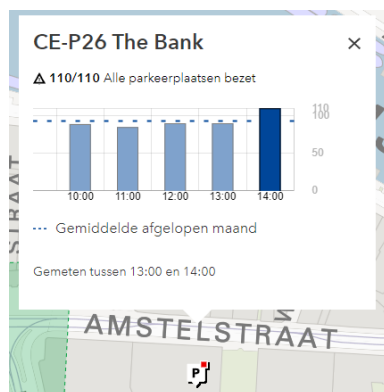 CE-P26 The Bank
110/110 Alle parkeerplaatsen bezet
110
100
50
0
10:00 11:00 12:00 13:00 14:00
Gemiddelde afgelopen maand
Gemeten tussen 13:00 en 14:00
STRAAT
AMSTELSTRAAT
P